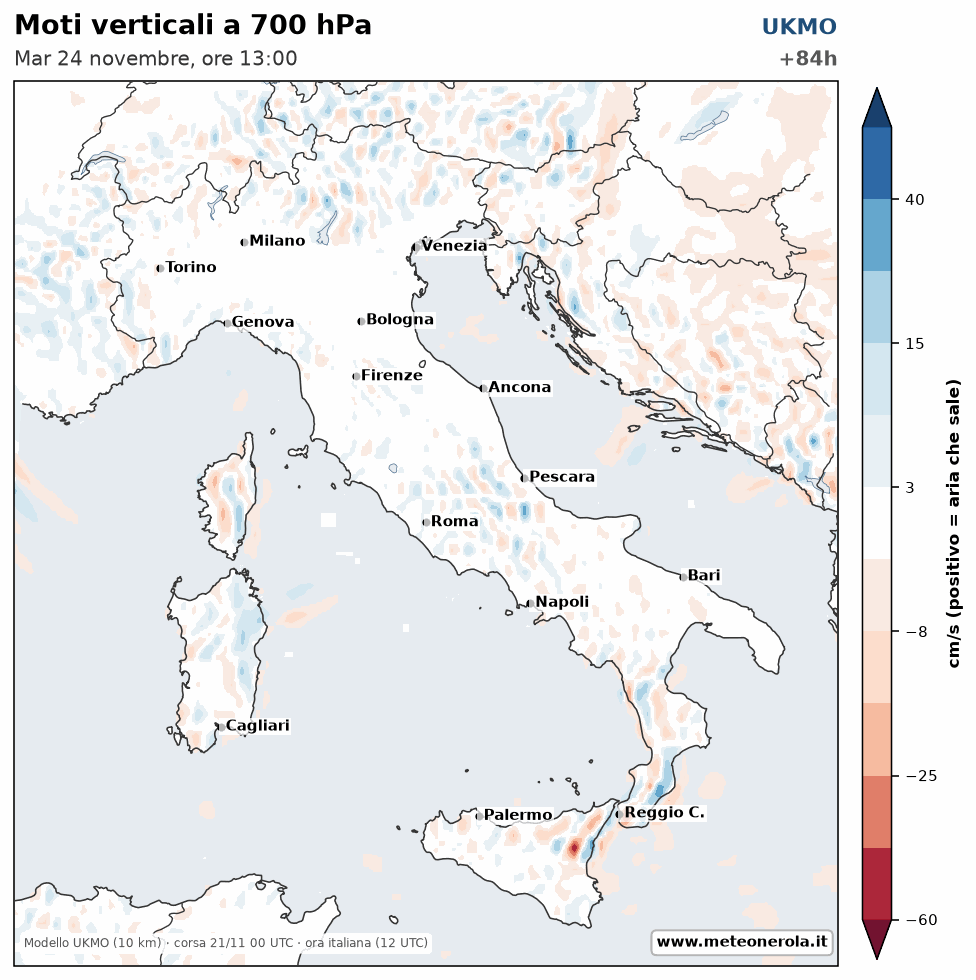 Moti verticali a 700 hPa
UKMO
Mar 24 novembre, ore 13:00
+84h
Milano
Venezia
Torino
Genova
Bologna
Firenze
Ancona
Pescara
Roma
Bari
Napoli
Cagliari
Palermo
Reggio C.
40
15
3
−8
−25
−60
cm/s (positivo = aria che sale)
Modello UKMO (10 km) · corsa 21/11 00 UTC · ora italiana (12 UTC)
www.meteonerola.it